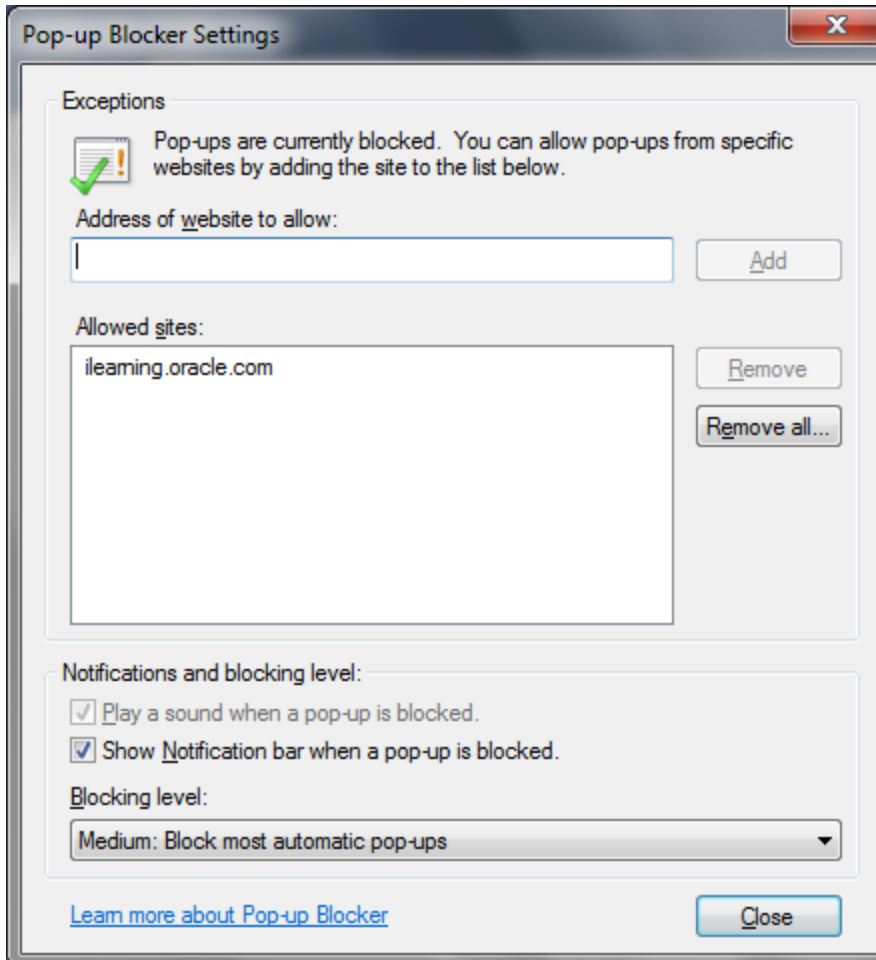 Pop-up Blocker Settings
Exceptions
Pop-ups are currently blocked. You can allow pop-ups from specific
websites by adding the site to the list below.
Address of website to allow:
Add
Allowed sites:
ilearning.oracle.com
Remove
Remove all...
Notifications and blocking level:
Play a sound when a pop-up is blocked.
Show Notification bar when a pop-up is blocked.
Blocking level:
Medium: Block most automatic pop-ups
Learn more about Pop-up Blocker
Close